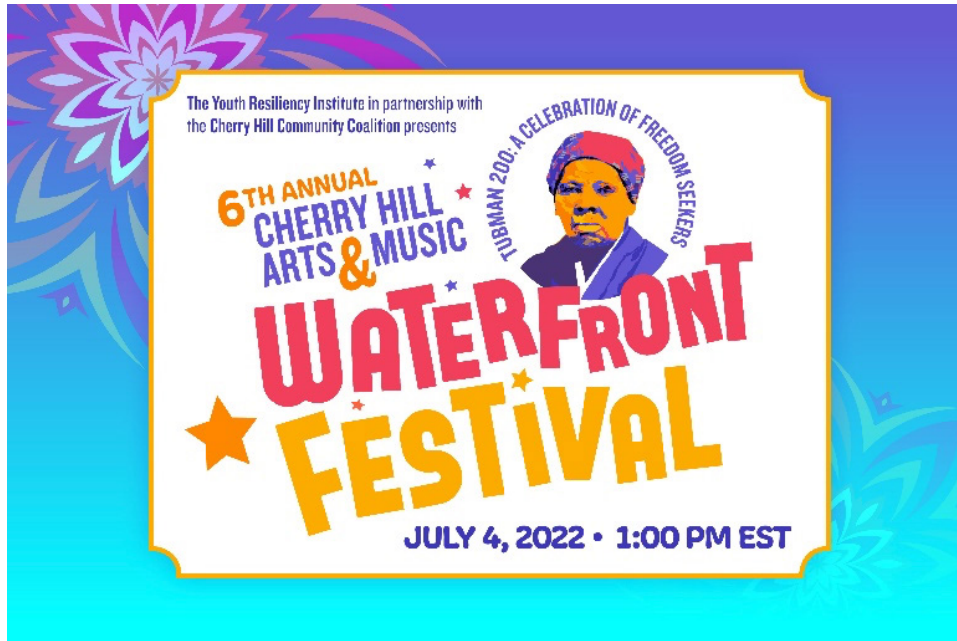 The Youth Resiliency Institute in partnership with
the Cherry Hill Community Coalition presents
TUBMAN 200: A CELEBRATION OF FREEDOM SEEKERS
6TH ANNUAL
CHERRY HILL
ARTS & MUSIC
WATERFRONT
FESTIVAL
JULY 4, 2022 • 1:00 PM EST